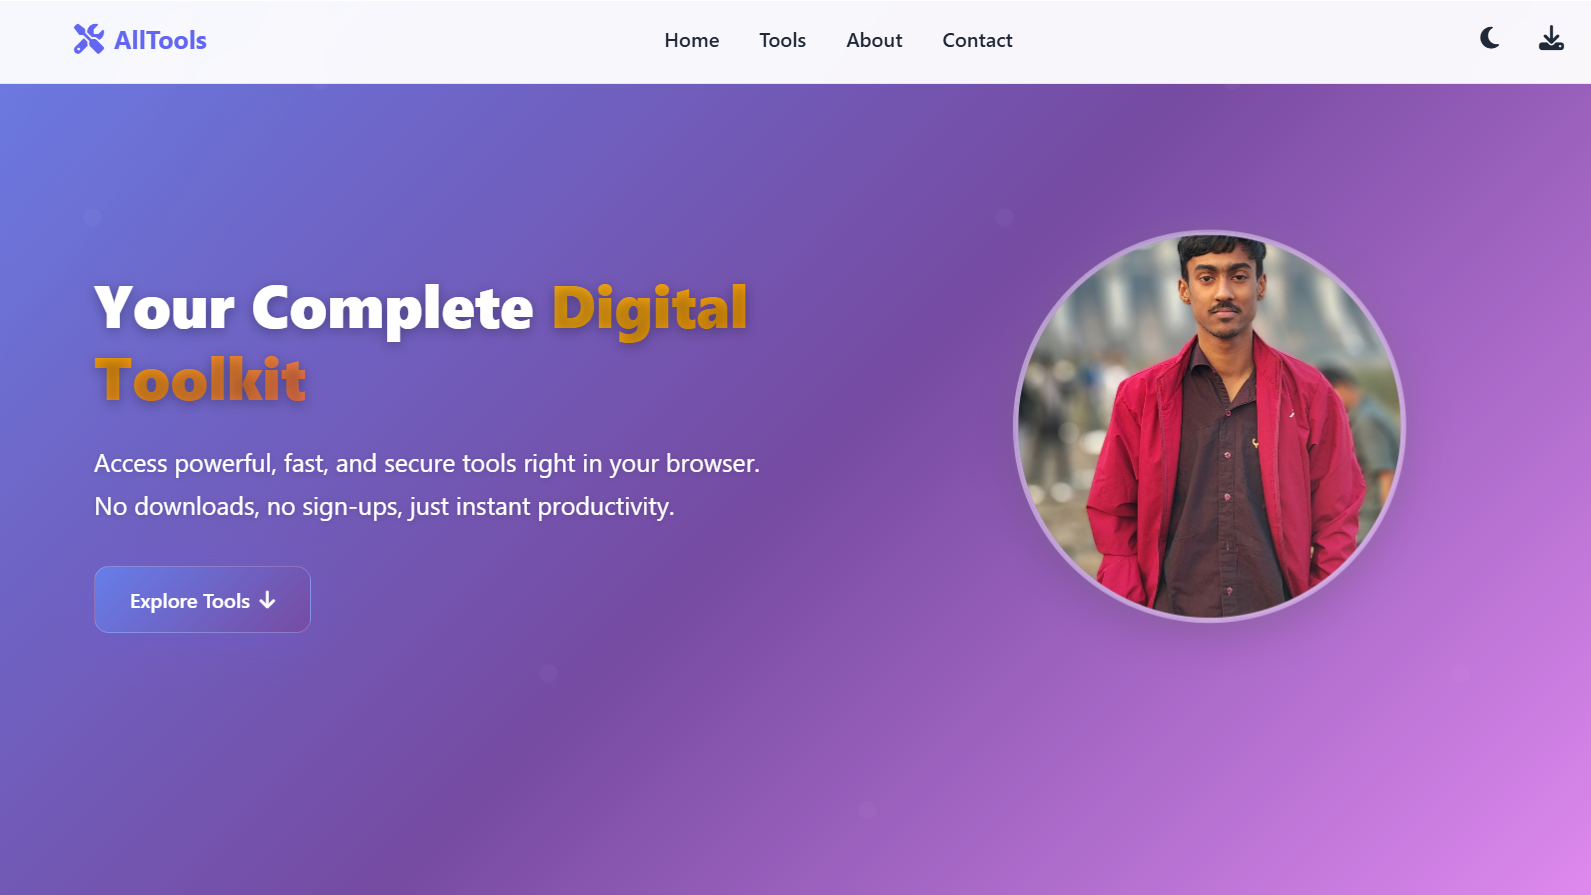 AllTools
Home
Tools
About
Contact
Your Complete Digital
Toolkit
Access powerful, fast, and secure tools right in your browser.
No downloads, no sign-ups, just instant productivity.
Explore Tools